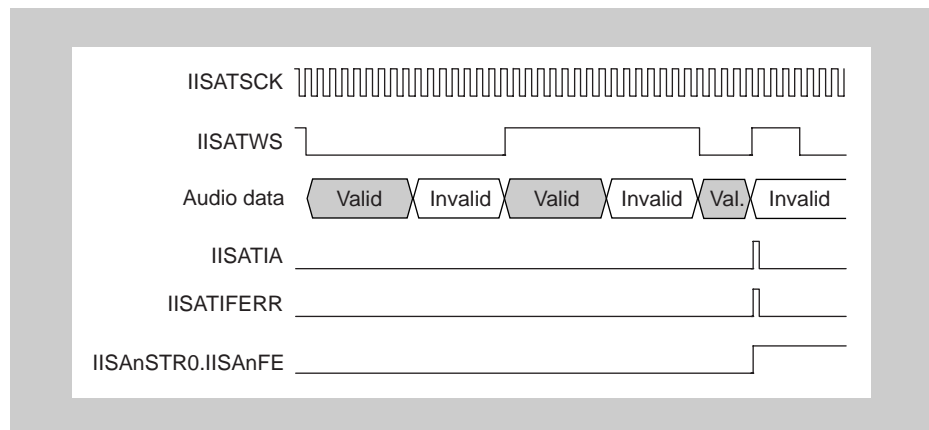 IISATSCK
IISATWS
Audio data Valid Invalid Valid Invalid Val. Invalid
IISATIA
IISATIFERR
IISAnSTR0.IISAnFE